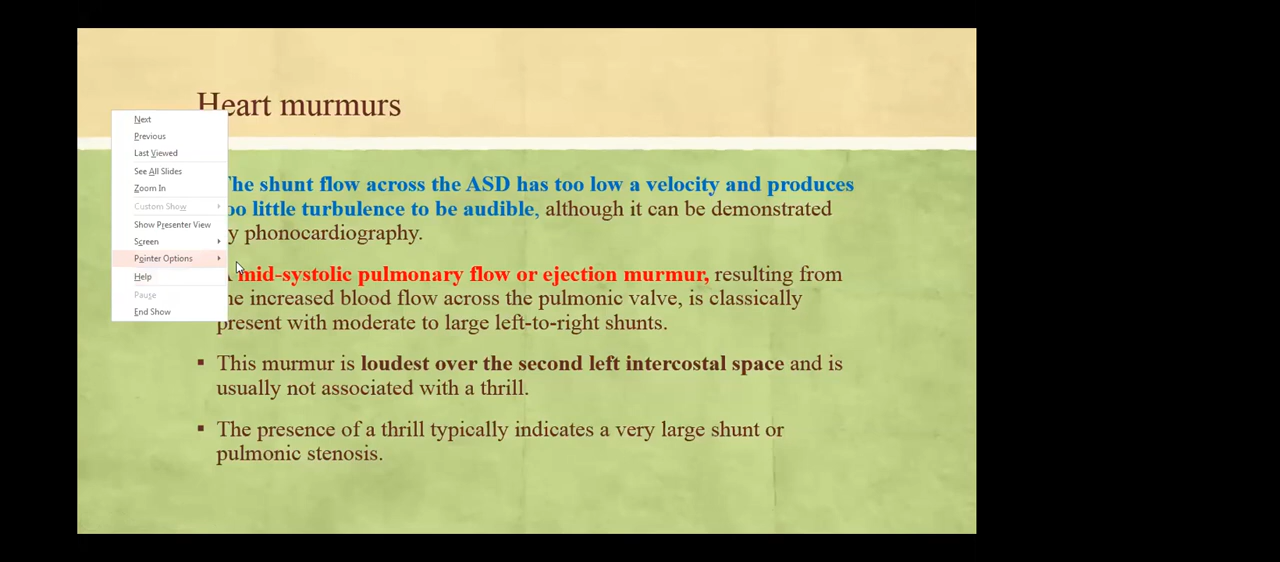 Heart murmurs
Next
Previous
Last Viewed
See All Slides
Zoom In
Custom Show
Show Presenter View
Screen
Pointer Options
Help
Pause
End Show
The shunt flow across the ASD has too low a velocity and produces
little turbulence to be audible, although it can be demonstrated
phonocardiography.
mid-systolic pulmonary flow or ejection murmur, resulting from
increased blood flow across the pulmonic valve, is classically
present with moderate to large left-to-right shunts.
▪ This murmur is loudest over the second left intercostal space and is
usually not associated with a thrill.
▪ The presence of a thrill typically indicates a very large shunt or
pulmonic stenosis.